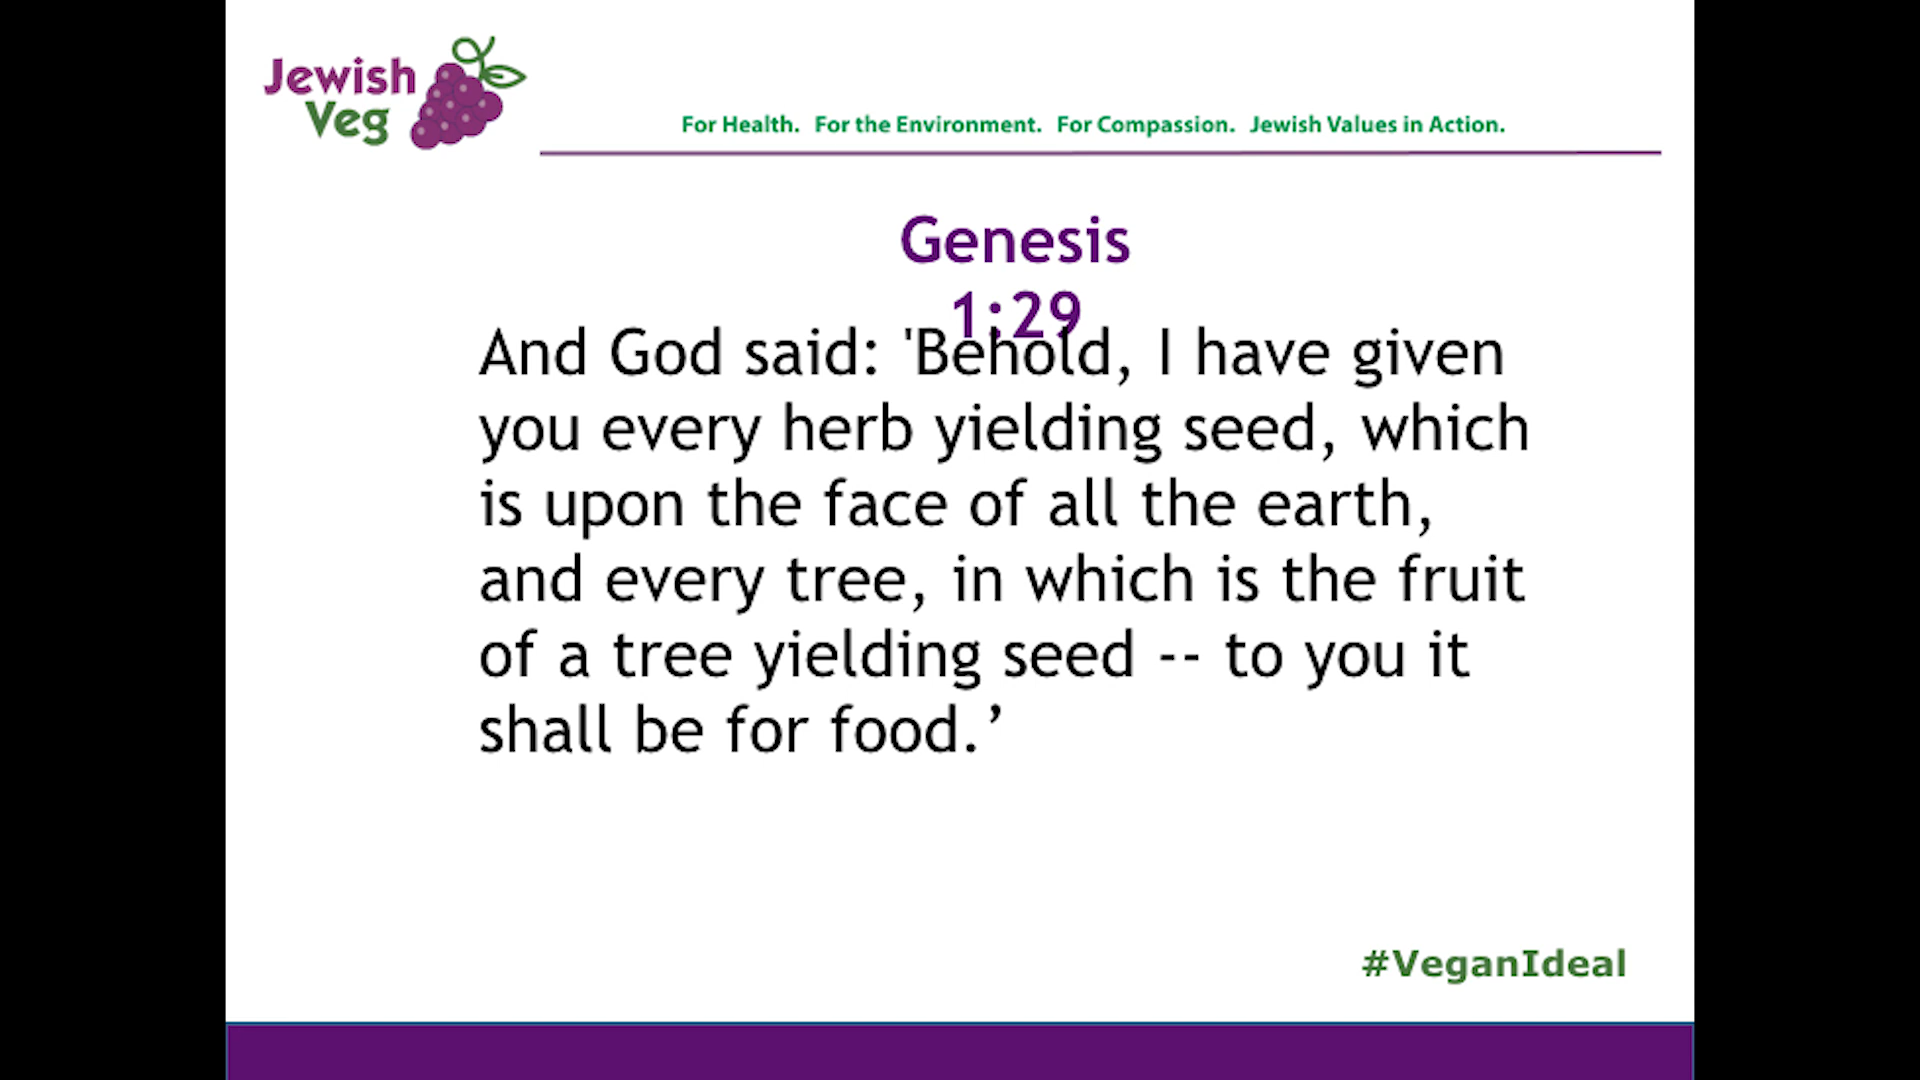 Jewish
Veg
For Health. For the Environment. For Compassion. Jewish Values in Action.
Genesis
1:29
And God said: 'Behold, I have given
you every herb yielding seed, which
is upon the face of all the earth,
and every tree, in which is the fruit
of a tree yielding seed -- to you it
shall be for food.’
#VeganIdeal